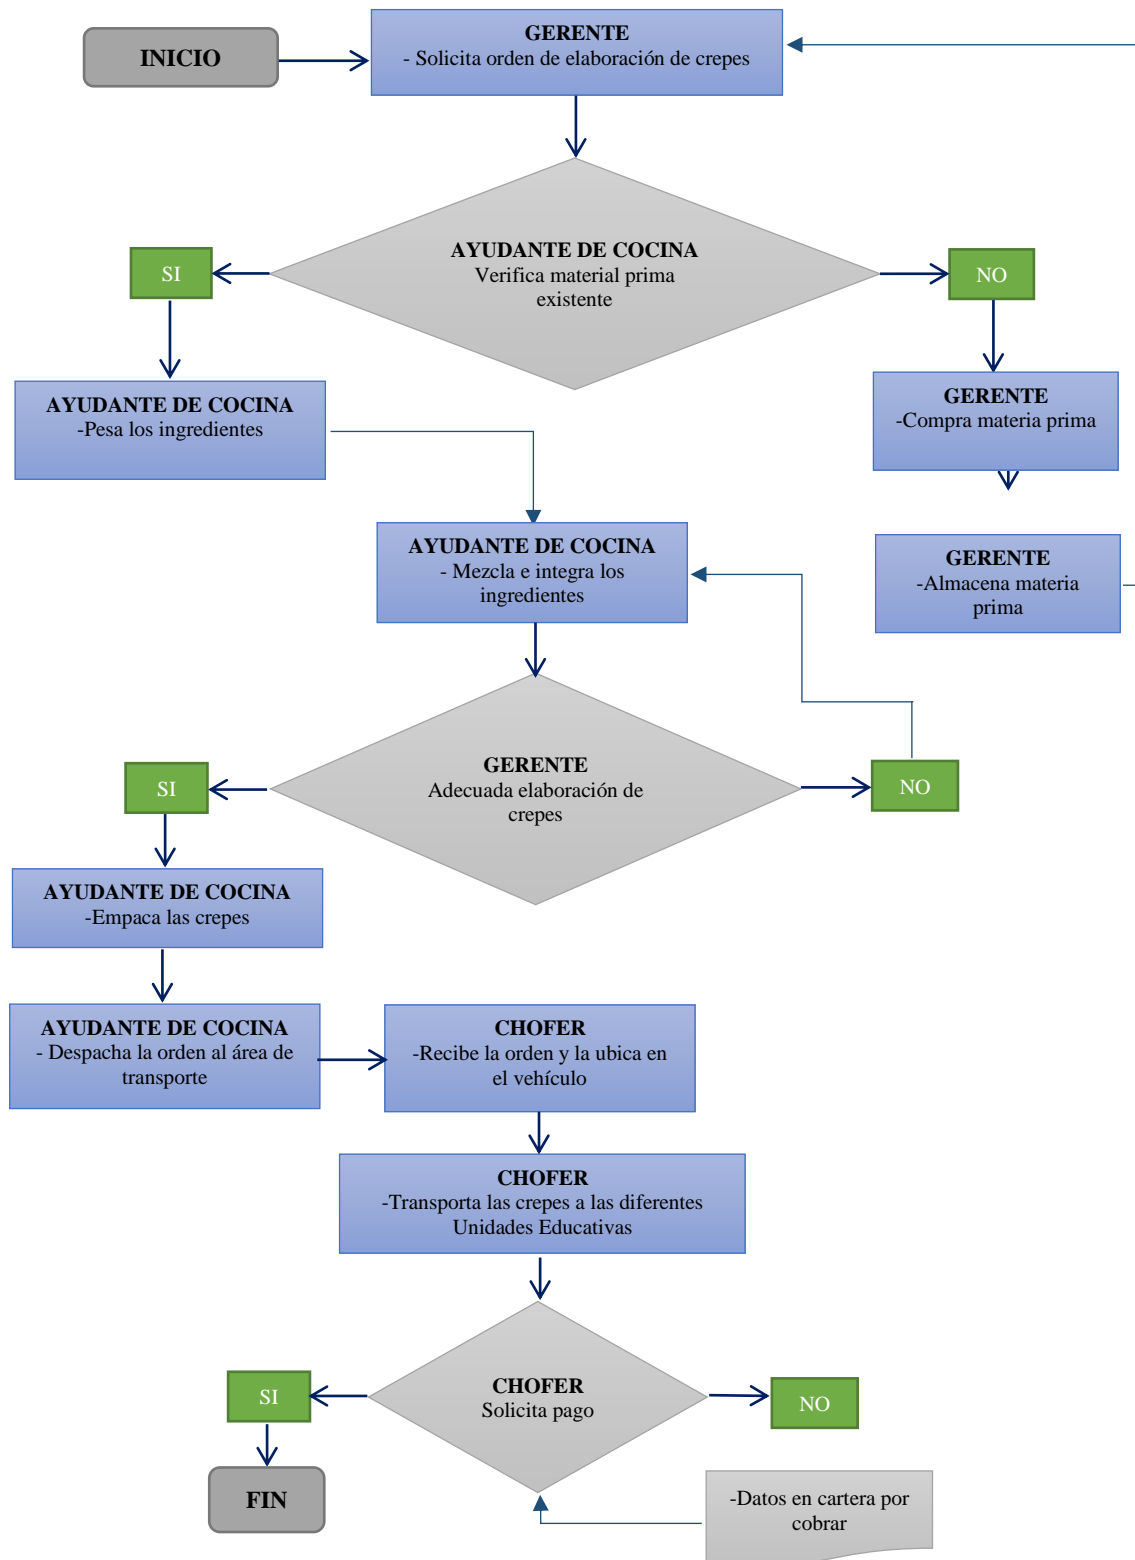 INICIO
GERENTE
- Solicita orden de elaboración de crepes
AYUDANTE DE COCINA
Verifica material prima
existente
SI
NO
AYUDANTE DE COCINA
-Pesa los ingredientes
GERENTE
-Compra materia prima
AYUDANTE DE COCINA
- Mezcla e integra los
ingredientes
GERENTE
-Almacena materia
prima
GERENTE
Adecuada elaboración de
crepes
SI
NO
AYUDANTE DE COCINA
-Empaca las crepes
AYUDANTE DE COCINA
- Despacha la orden al área de
transporte
CHOFER
-Recibe la orden y la ubica en
el vehículo
CHOFER
-Transporta las crepes a las diferentes
Unidades Educativas
CHOFER
Solicita pago
SI
NO
FIN
-Datos en cartera por
cobrar